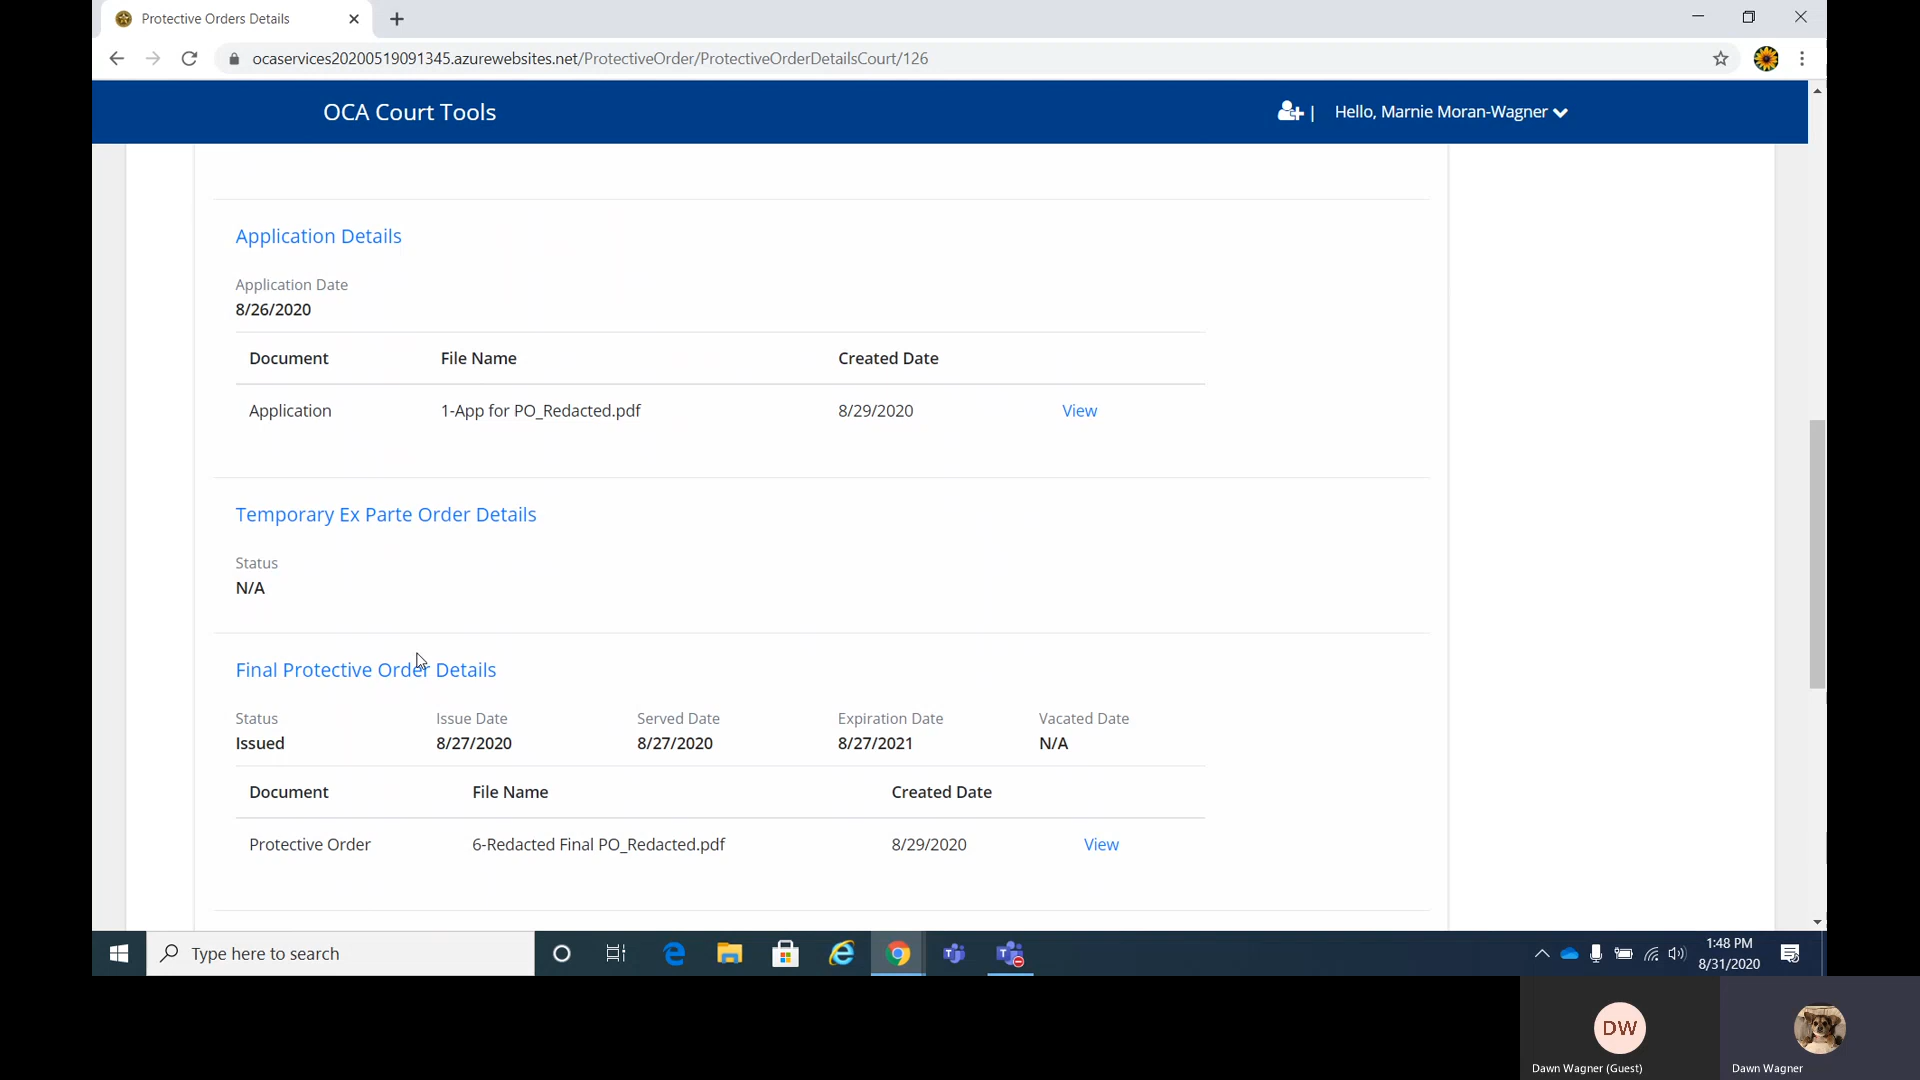 Protective Orders Details
ocaservices20200519091345.azurewebsites.net/ProtectiveOrder/ProtectiveOrderDetailsCourt/126
OCA Court Tools
| Hello, Marnie Moran-Wagner
Application Details
Application Date
8/26/2020
Document File Name Created Date
Application 1-App for PO_Redacted.pdf 8/29/2020 View
Temporary Ex Parte Order Details
Status
N/A
Final Protective Order Details
Status Issue Date Served Date Expiration Date Vacated Date
Issued 8/27/2020 8/27/2020 8/27/2021 N/A
Document File Name Created Date
Protective Order 6-Redacted Final PO_Redacted.pdf 8/29/2020 View
Type here to search
1:48 PM
8/31/2020
DW
Dawn Wagner (Guest)
Dawn Wagner